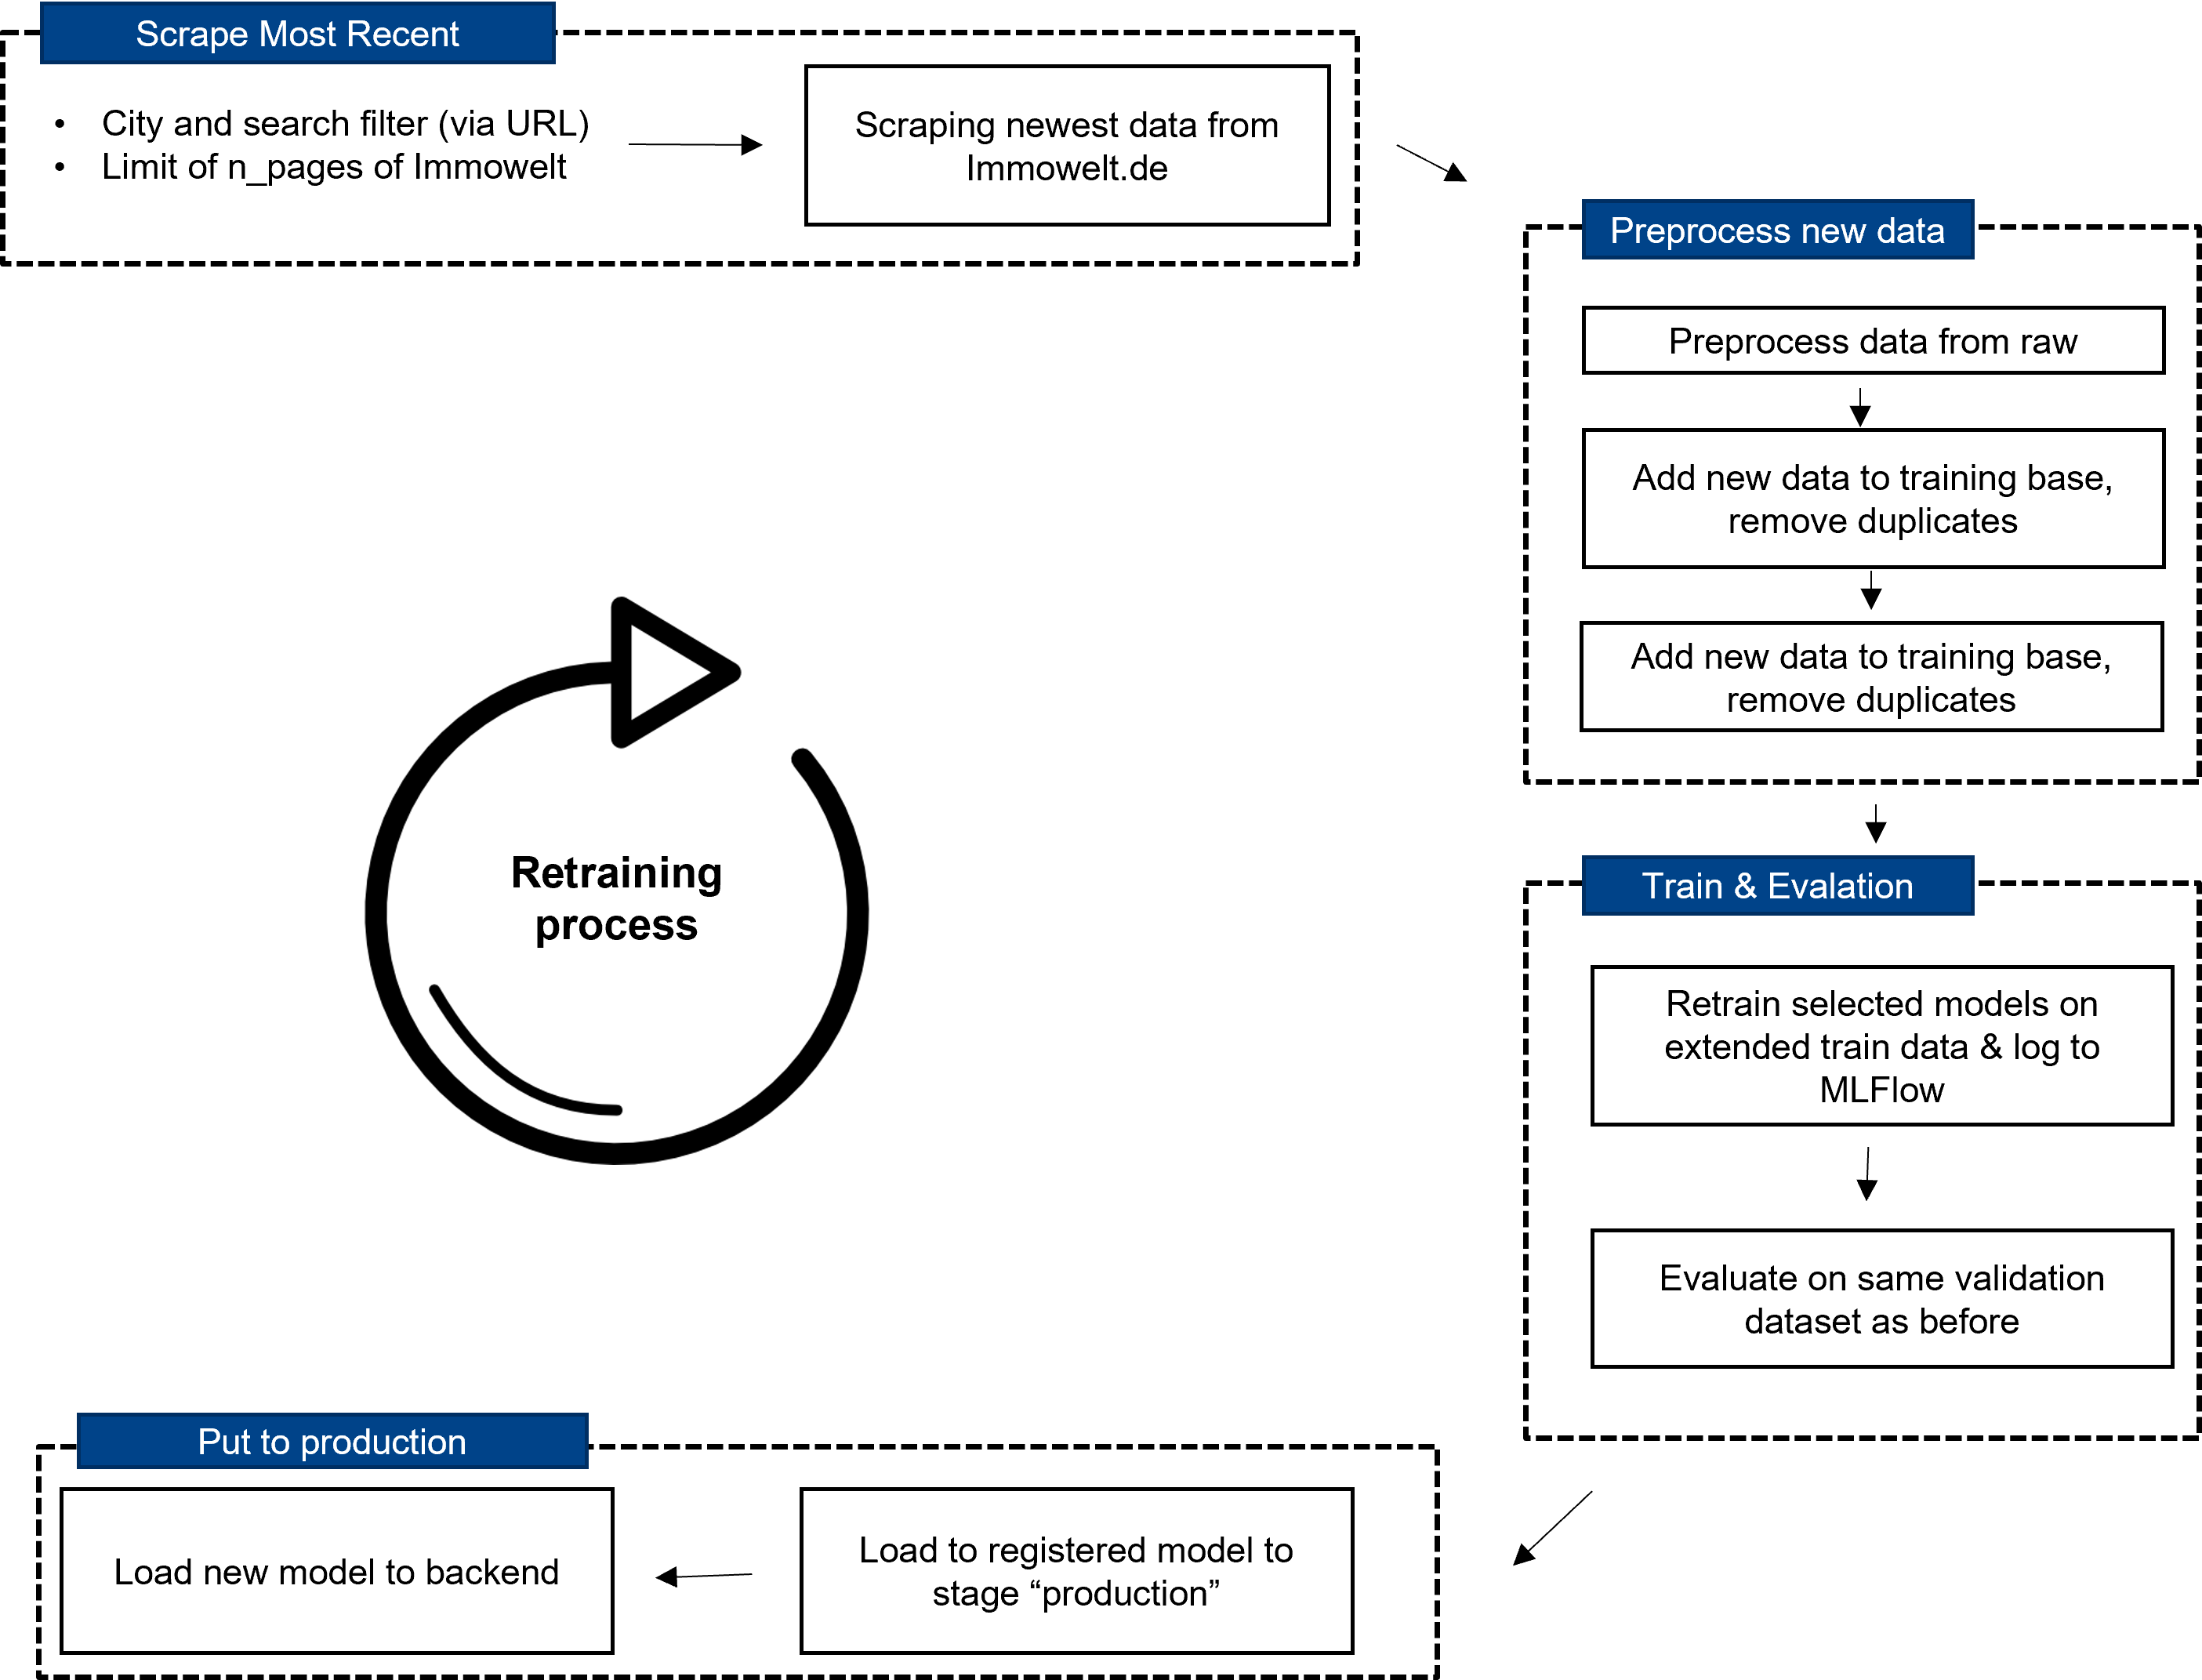 Scrape Most Recent
• City and search filter (via URL)
• Limit of n_pages of Immowelt
Scraping newest data from
Immowelt.de
Preprocess new data
Preprocess data from raw
Add new data to training base,
remove duplicates
Add new data to training base,
remove duplicates
Retraining
process
Train & Evalation
Retrain selected models on
extended train data & log to
MLFlow
Evaluate on same validation
dataset as before
Put to production
Load new model to backend
Load to registered model to
stage “production”